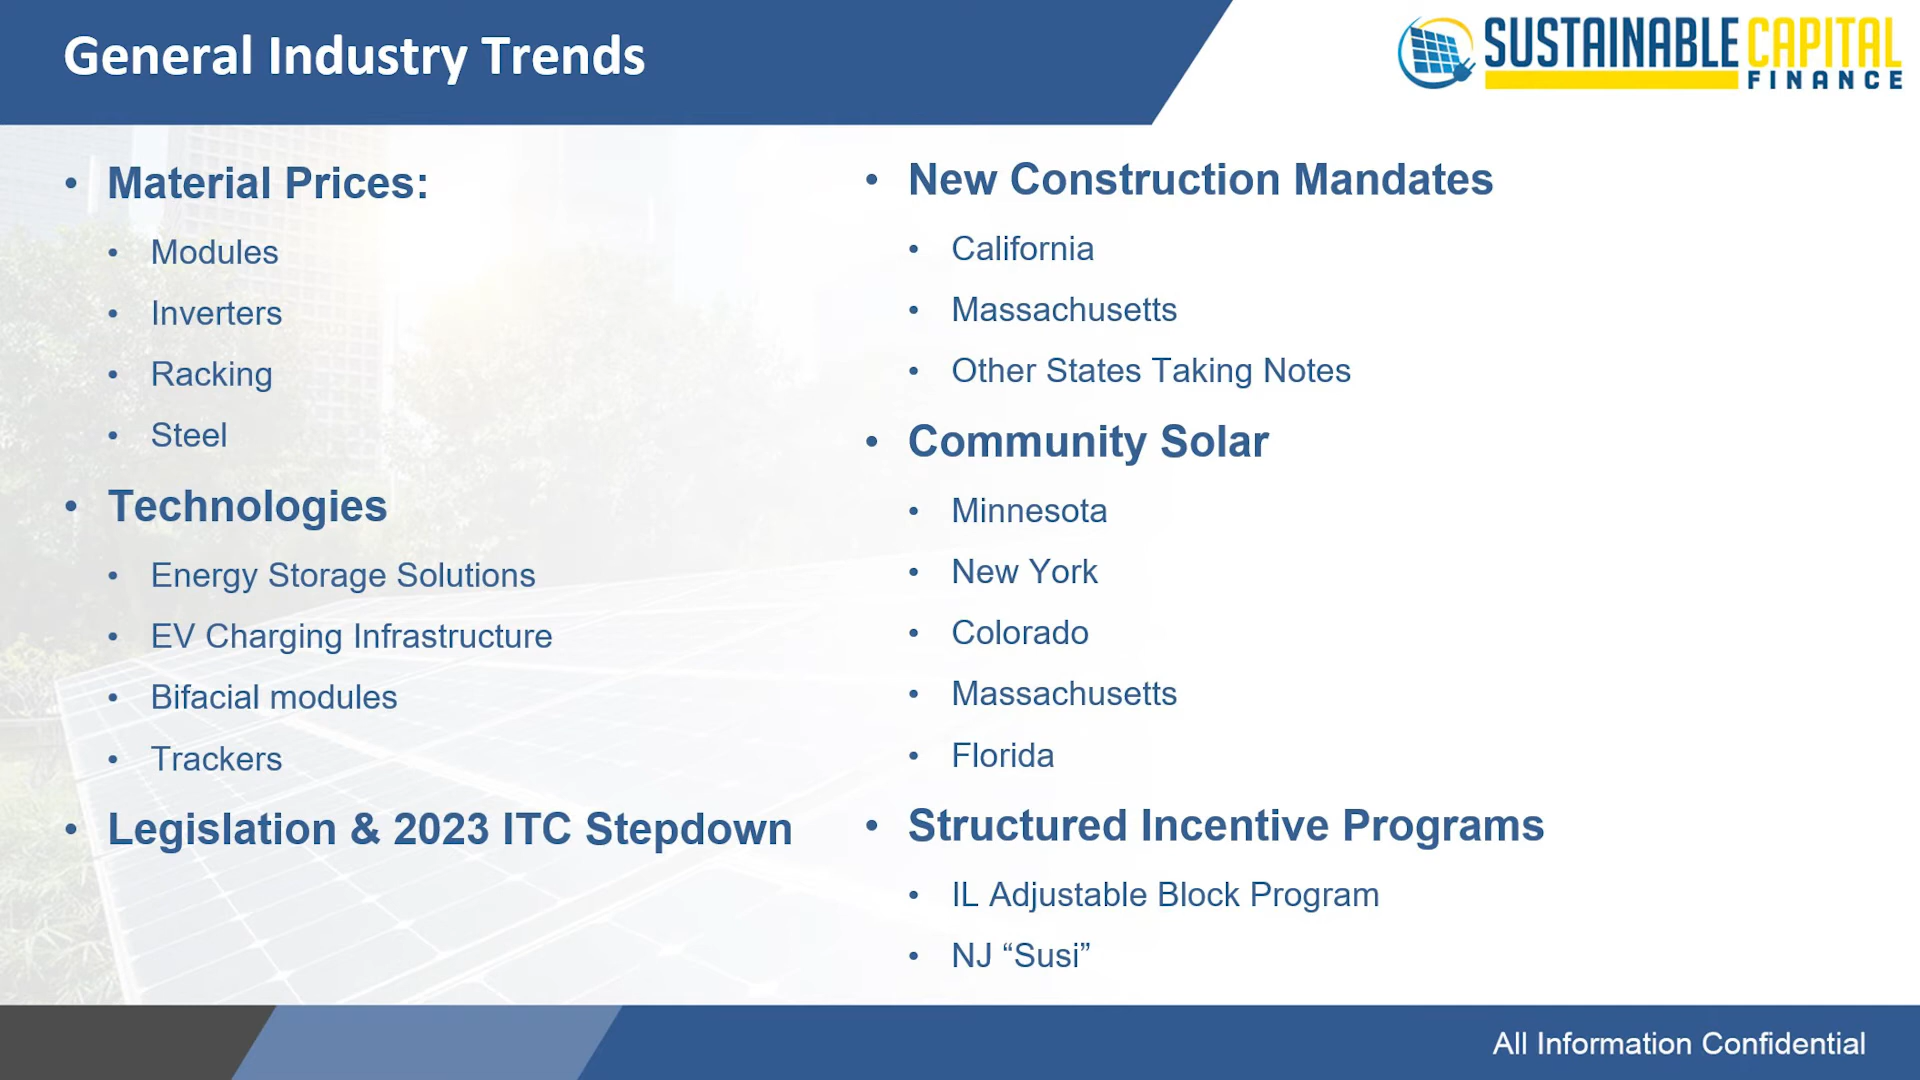 General Industry Trends
SUSTAINABLE CAPITAL
FINANCE
• Material Prices:
• Modules
• Inverters
• Racking
• Steel
• Technologies
• Energy Storage Solutions
• EV Charging Infrastructure
• Bifacial modules
• Trackers
• Legislation & 2023 ITC Stepdown
• New Construction Mandates
• California
• Massachusetts
• Other States Taking Notes
• Community Solar
• Minnesota
• New York
• Colorado
• Massachusetts
• Florida
• Structured Incentive Programs
• IL Adjustable Block Program
• NJ “Susi”
All Information Confidential